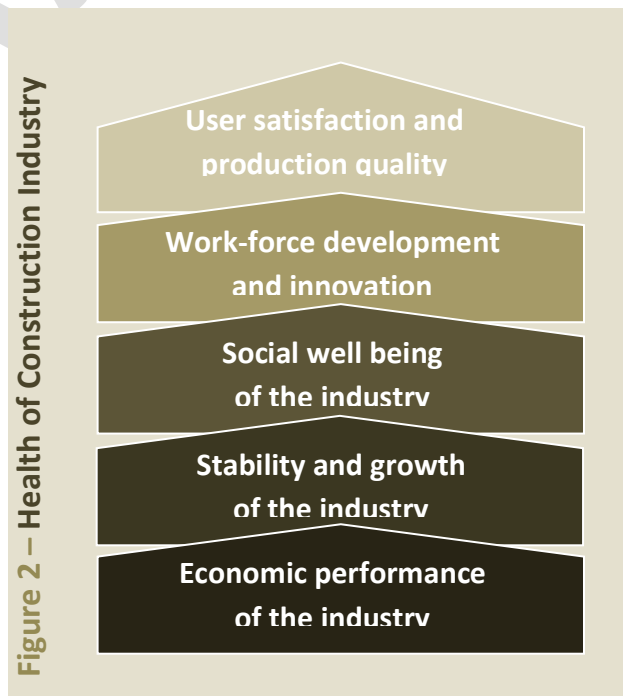 Figure 2 – Health of Construction Industry
User satisfaction and
production quality
Work-force development
and innovation
Social well being
of the industry
Stability and growth
of the industry
Economic performance
of the industry